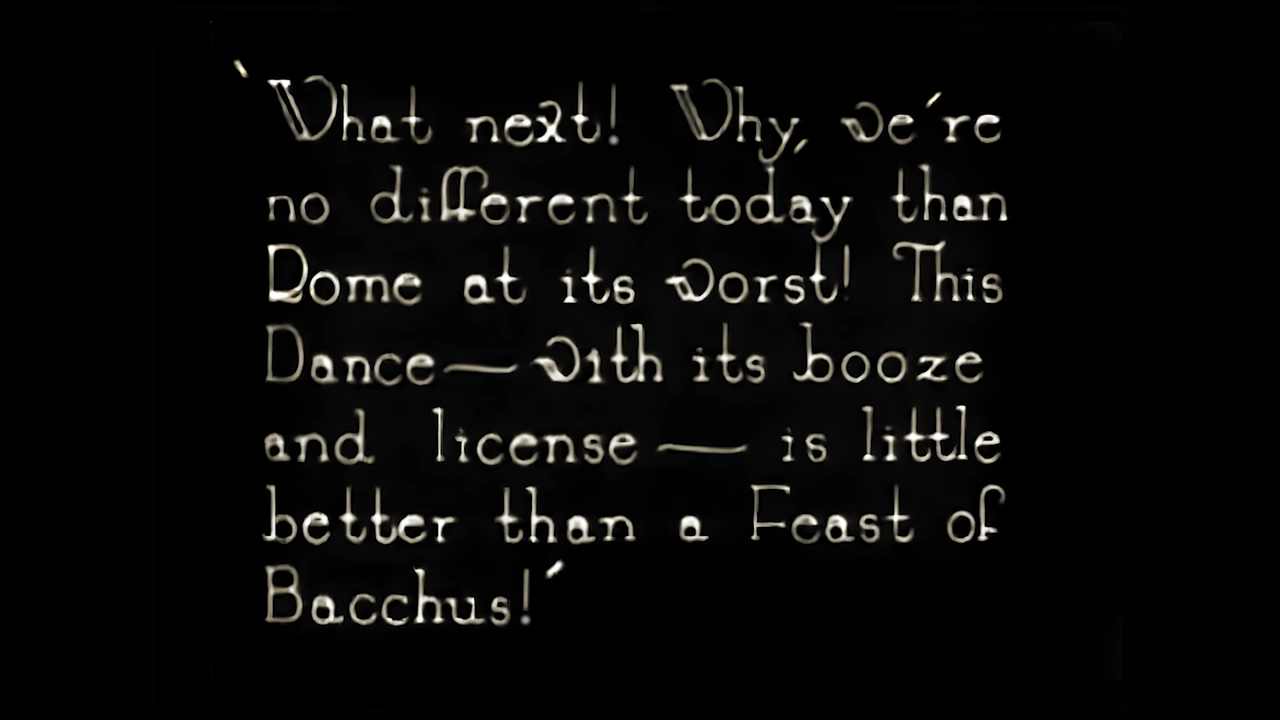 `What next! Why, we´re
no different today than
Rome at its worst! This
Dance — with its booze
and license — is little
better than a Feast of
Bacchus!´